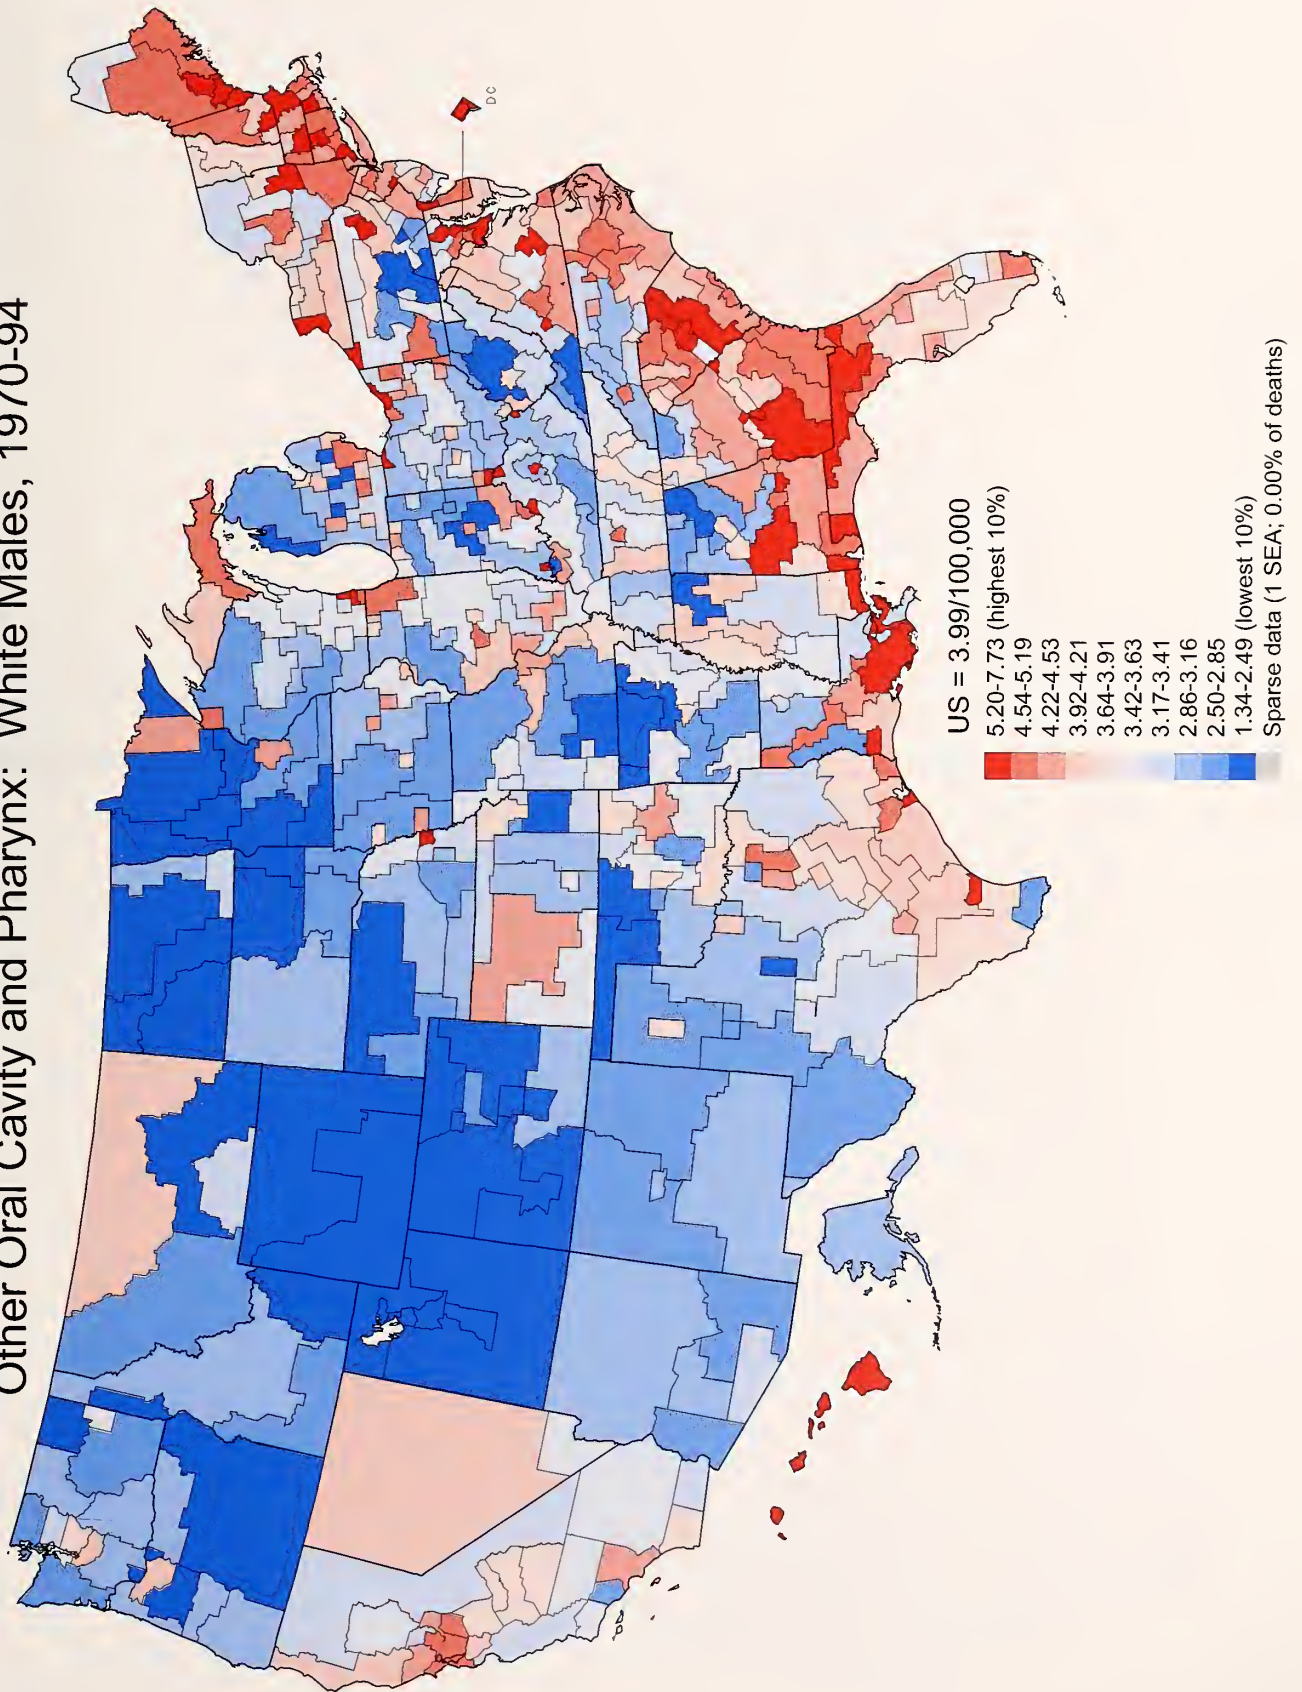 Other Oral Cavity and Pharynx: White Males, 1970-94
DC
US = 3.99/100,000
5.20-7.73 (highest 10%)
4.54-5.19
4.22-4.53
3.92-4.21
3.64-3.91
3.42-3.63
3.17-3.41
2.86-3.16
2.50-2.85
1.34-2.49 (lowest 10%)
Sparse data (1 SEA; 0.00% of deaths)